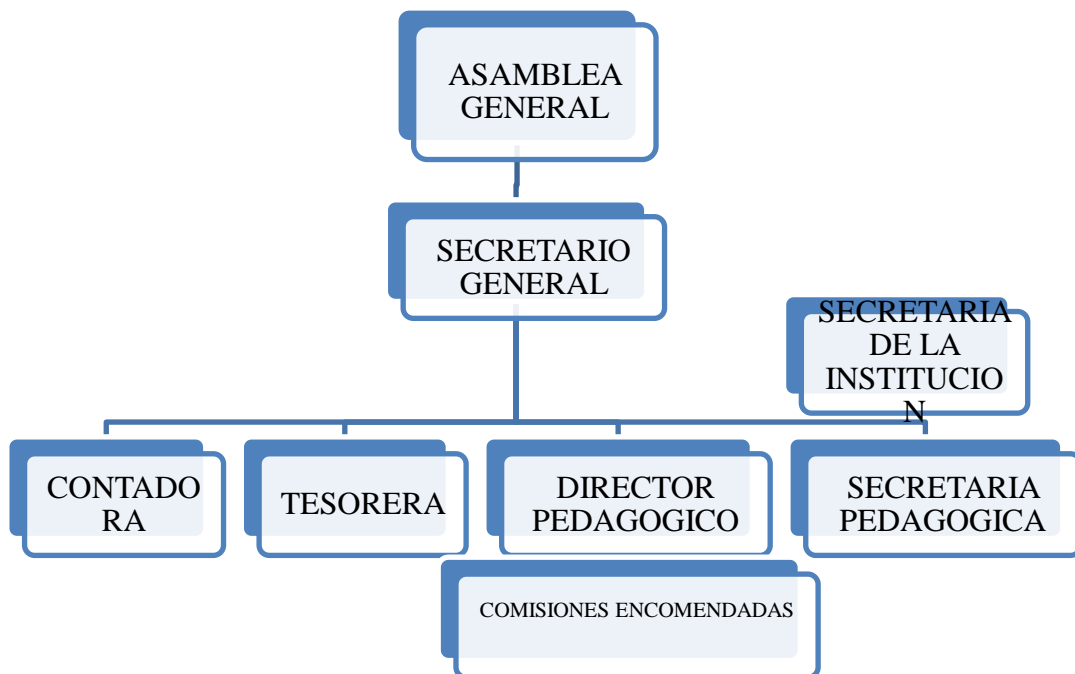 ASAMBLEA
GENERAL
SECRETARIO
GENERAL
SECRETARIA
DE LA
INSTITUCIO
N
CONTADO
RA
TESORERA
DIRECTOR
PEDAGOGICO
SECRETARIA
PEDAGOGICA
COMISIONES ENCOMENDADAS